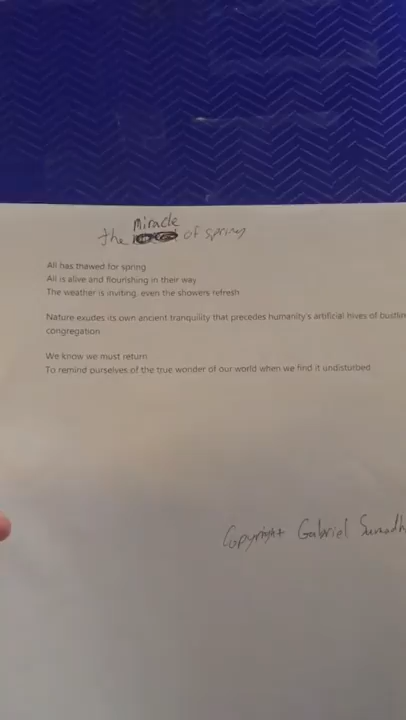 the miracle of spring
All has thawed for spring
All is alive and flourishing in their way
The weather is inviting, even the showers refresh
Nature exudes its own ancient tranquility that precedes humanity's artificial hives of
congregation
We know we must return
To remind ourselves of the true wonder of our world when we find it undisturbed
Copyright Gabriel